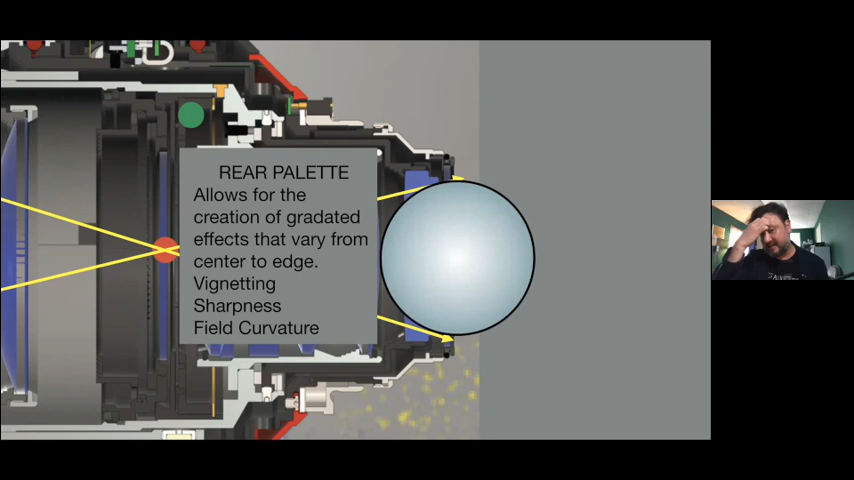 REAR PALETTE
Allows for the
creation of gradated
effects that vary from
center to edge.
Vignetting
Sharpness
Field Curvature